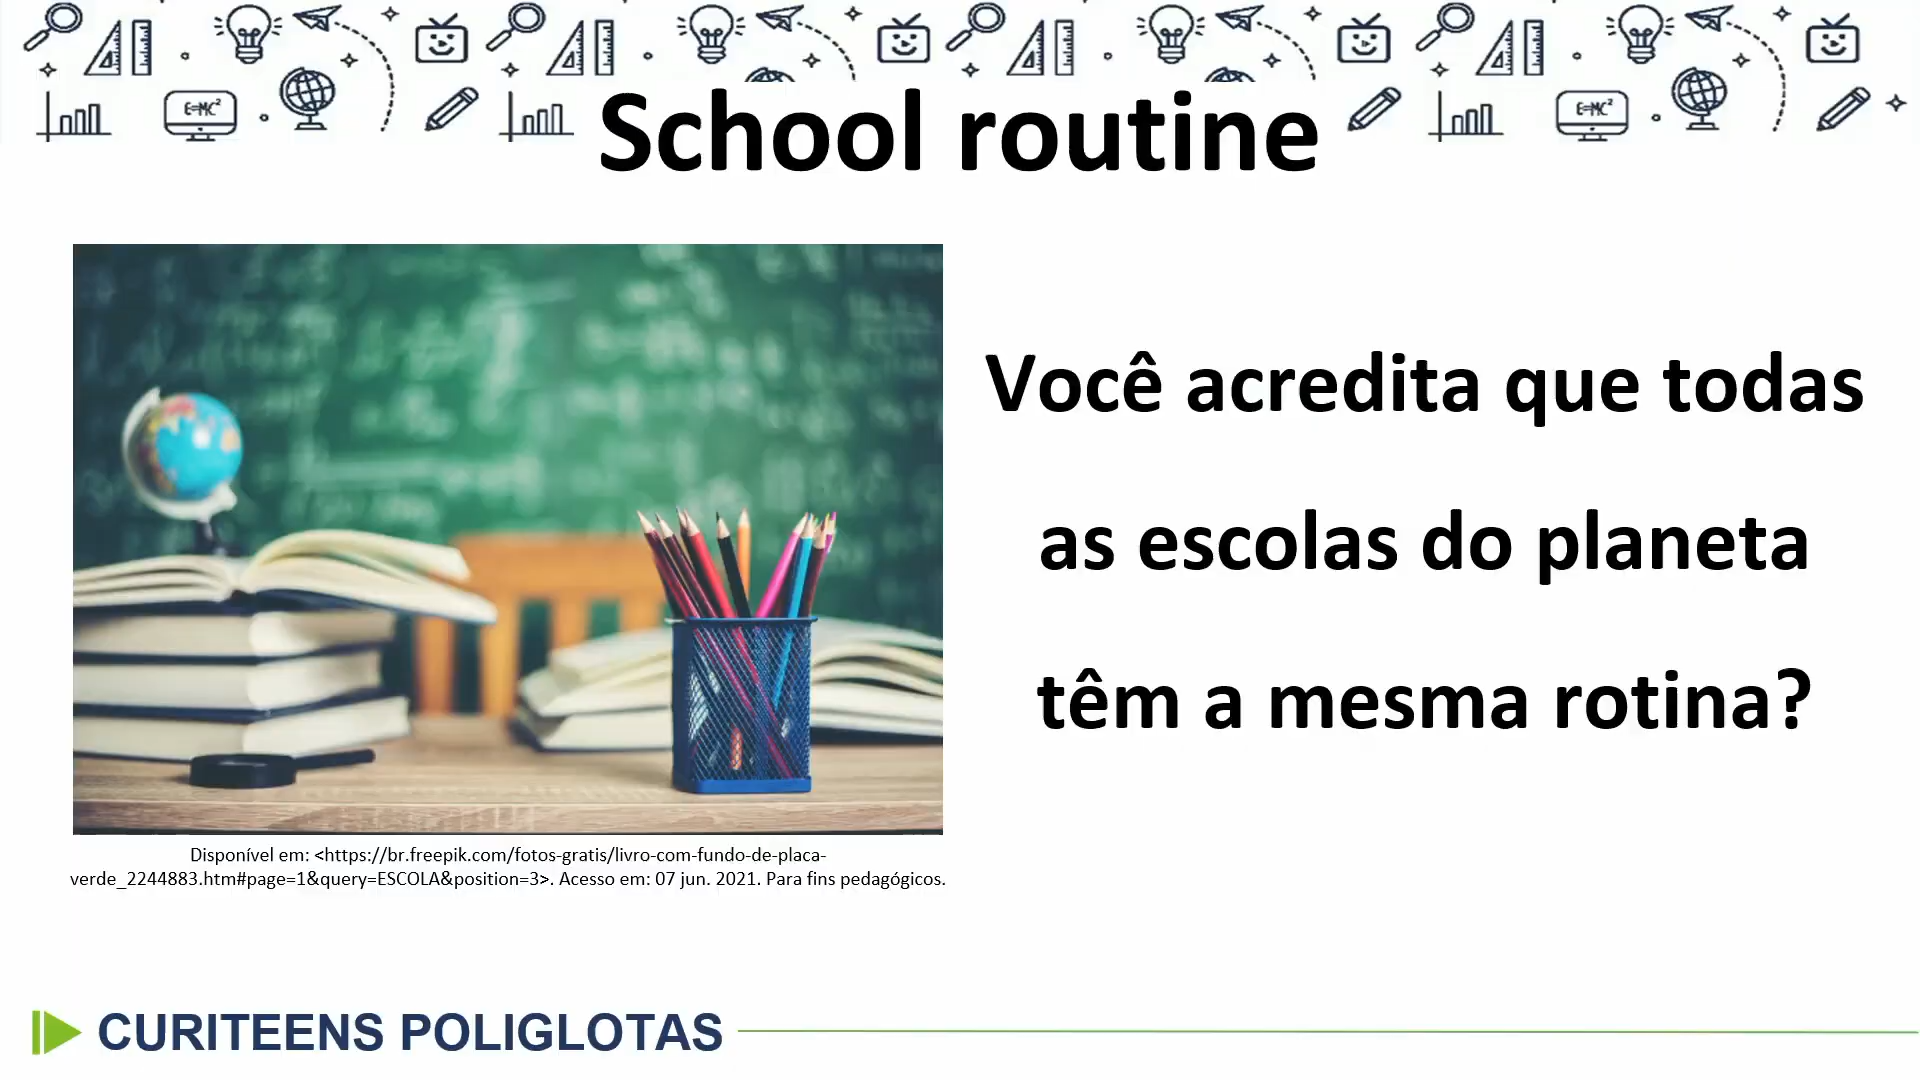 E=MC²
E=MC²
School routine
Você acredita que todas
as escolas do planeta
têm a mesma rotina?
Disponível em: <https://br.freepik.com/fotos-gratis/livro-com-fundo-de-placa-
verde_2244883.htm#page=1&query=ESCOLA&position=3>. Acesso em: 07 jun. 2021. Para fins pedagógicos.
CURITEENS POLIGLOTAS